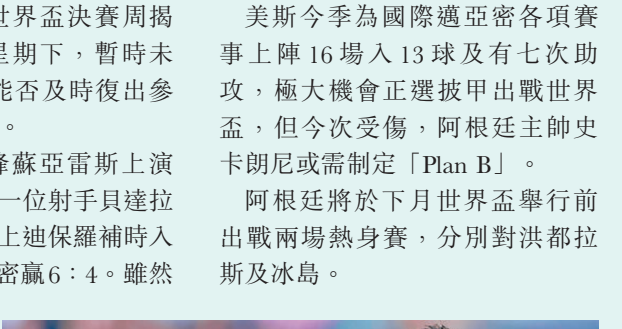 世界盃決賽周揭
星期下，暫時未
能否及時復出參
。
蘇亞雷斯上演
一位射手貝達拉
上迪保羅補時入
密贏6：4。雖然
美斯今季為國際邁亞密各項賽
事上陣16場入13球及有七次助
攻，極大機會正選披甲出戰世界
盃，但今次受傷，阿根廷主帥史
卡朗尼或需制定「Plan B」。
阿根廷將於下月世界盃舉行前
出戰兩場熱身賽，分別對洪都拉
斯及冰島。